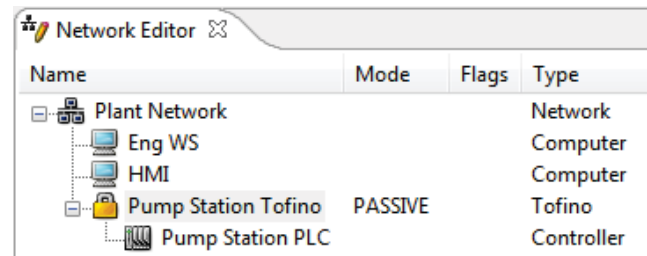 Network Editor
Name Mode Flags Type
Plant Network Network
Eng WS Computer
HMI Computer
Pump Station Tofino PASSIVE Tofino
Pump Station PLC Controller